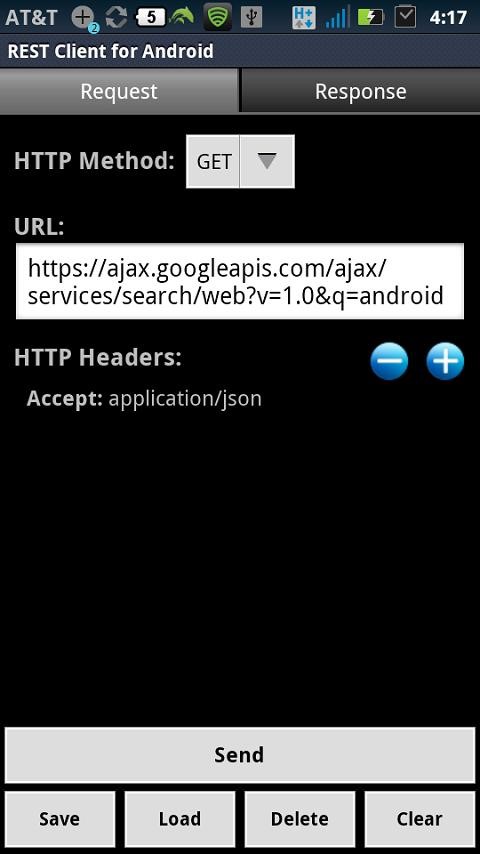 AT&T 2 5 H+ 4:17
REST Client for Android
Request Response
HTTP Method: GET
URL:
https://ajax.googleapis.com/ajax/
services/search/web?v=1.0&q=android
HTTP Headers:
Accept: application/json
Send
Save Load Delete Clear